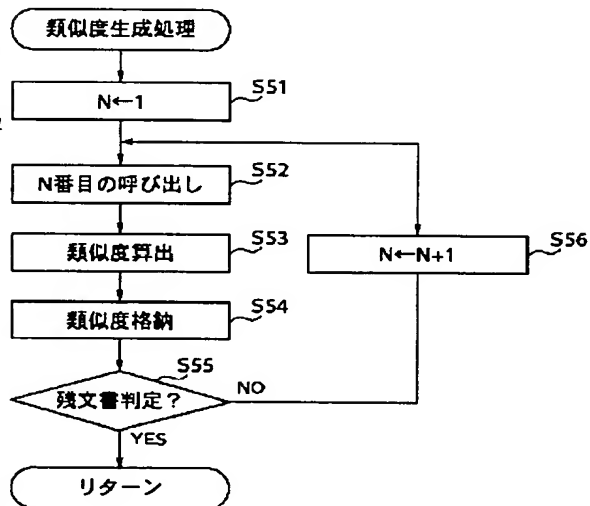 類似度生成処理
N←1
S51
N番目の呼び出し
S52
類似度算出
S53
N←N+1
S56
類似度格納
S54
S55
残文書判定?
NO
YES
リターン